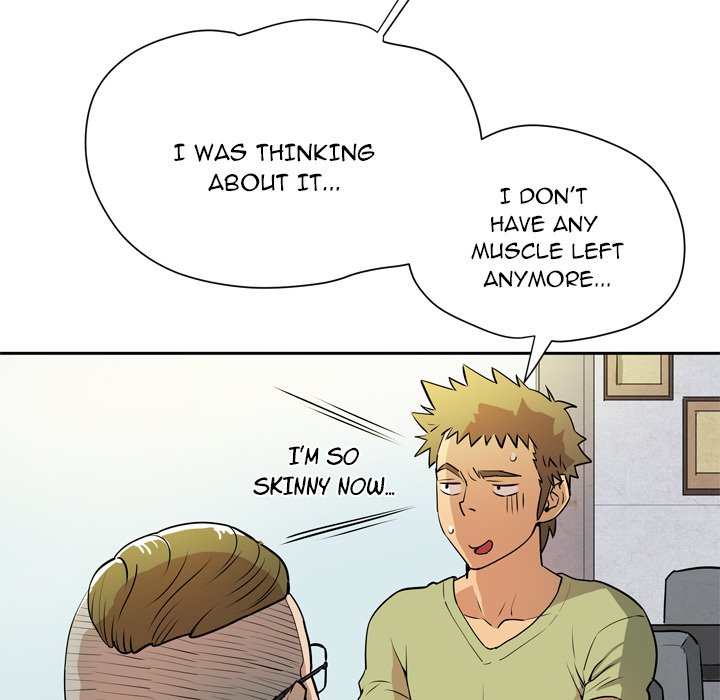 I WAS THINKING
ABOUT IT...
I DON'T
HAVE ANY
MUSCLE LEFT
ANYMORE...
I'M SO
SKINNY NOW...